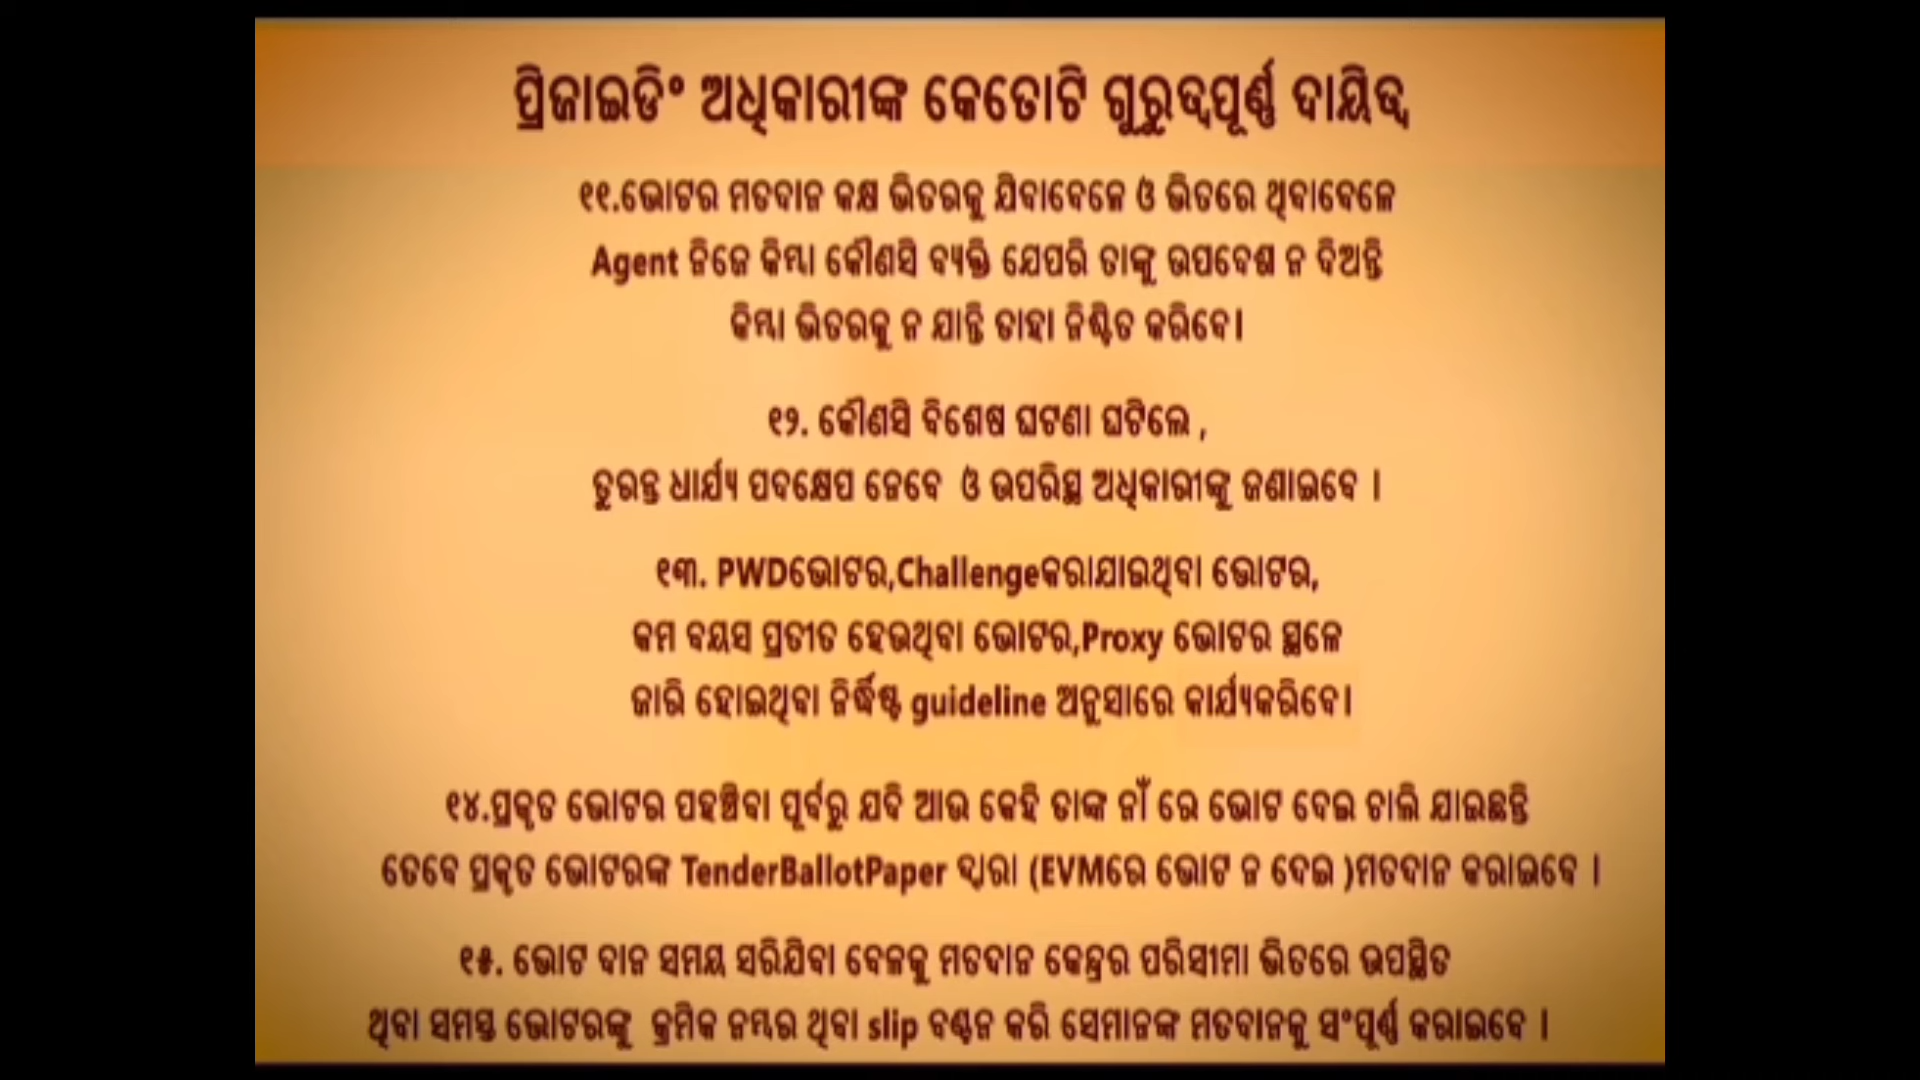 ପ୍ରିଜାଇଡିଂ ଅଧିକାରୀଙ୍କ କେତୋଟି ଗୁରୁତ୍ୱପୂର୍ଣ୍ଣ ଦାୟିତ୍ୱ
୧୧.ଭୋଟର ମତଦାନ କକ୍ଷ ଭିତରକୁ ଯିବାବେଳେ ଓ ଭିତରେ ଥିବାବେଳେ
Agent ନିଜେ କିମ୍ବା କୌଣସି ବ୍ୟକ୍ତି ଯେପରି ତାଙ୍କୁ ଉପଦେଶ ନ ଦିଅନ୍ତି
କିମ୍ବା ଭିତରକୁ ନ ଯାନ୍ତି ତାହା ନିଶ୍ଚିତ କରିବେ।
୧୨. କୌଣସି ବିଶେଷ ଘଟଣା ଘଟିଲେ ,
ତୁରନ୍ତ ଧାର୍ଯ୍ୟ ପଦକ୍ଷେପ ନେବେ ଓ ଉପରିସ୍ଥ ଅଧିକାରୀଙ୍କୁ ଜଣାଇବେ ।
୧୩. PWDଭୋଟର,Challengeକରାଯାଇଥିବା ଭୋଟର,
କମ ବୟସ ପ୍ରତୀତ ହେଉଥିବା ଭୋଟର,Proxy ଭୋଟର ସ୍ଥଳେ
ଜାରି ହୋଇଥିବା ନିର୍ଦ୍ଧିଷ୍ଟ guideline ଅନୁସାରେ କାର୍ଯ୍ୟକରିବେ।
୧୪.ପ୍ରକୃତ ଭୋଟର ପହଞ୍ଚିବା ପୂର୍ବରୁ ଯଦି ଆଉ କେହି ତାଙ୍କ ନାଁ ରେ ଭୋଟ ଦେଇ ଚାଲି ଯାଇଛନ୍ତି
ତେବେ ପ୍ରକୃତ ଭୋଟରଙ୍କ TenderBallotPaper ଦ୍ୱାରା (EVMରେ ଭୋଟ ନ ଦେଇ )ମତଦାନ କରାଇବେ ।
୧୫. ଭୋଟ ଦାନ ସମୟ ସରିଯିବା ବେଳକୁ ମତଦାନ କେନ୍ଦ୍ରର ପରିସୀମା ଭିତରେ ଉପସ୍ଥିତ
ଥିବା ସମସ୍ତ ଭୋଟରଙ୍କୁ କ୍ରମିକ ନମ୍ବର ଥିବା slip ବଣ୍ଟନ କରି ସେମାନଙ୍କ ମତଦାନକୁ ସଂପୂର୍ଣ୍ଣ କରାଇବେ ।